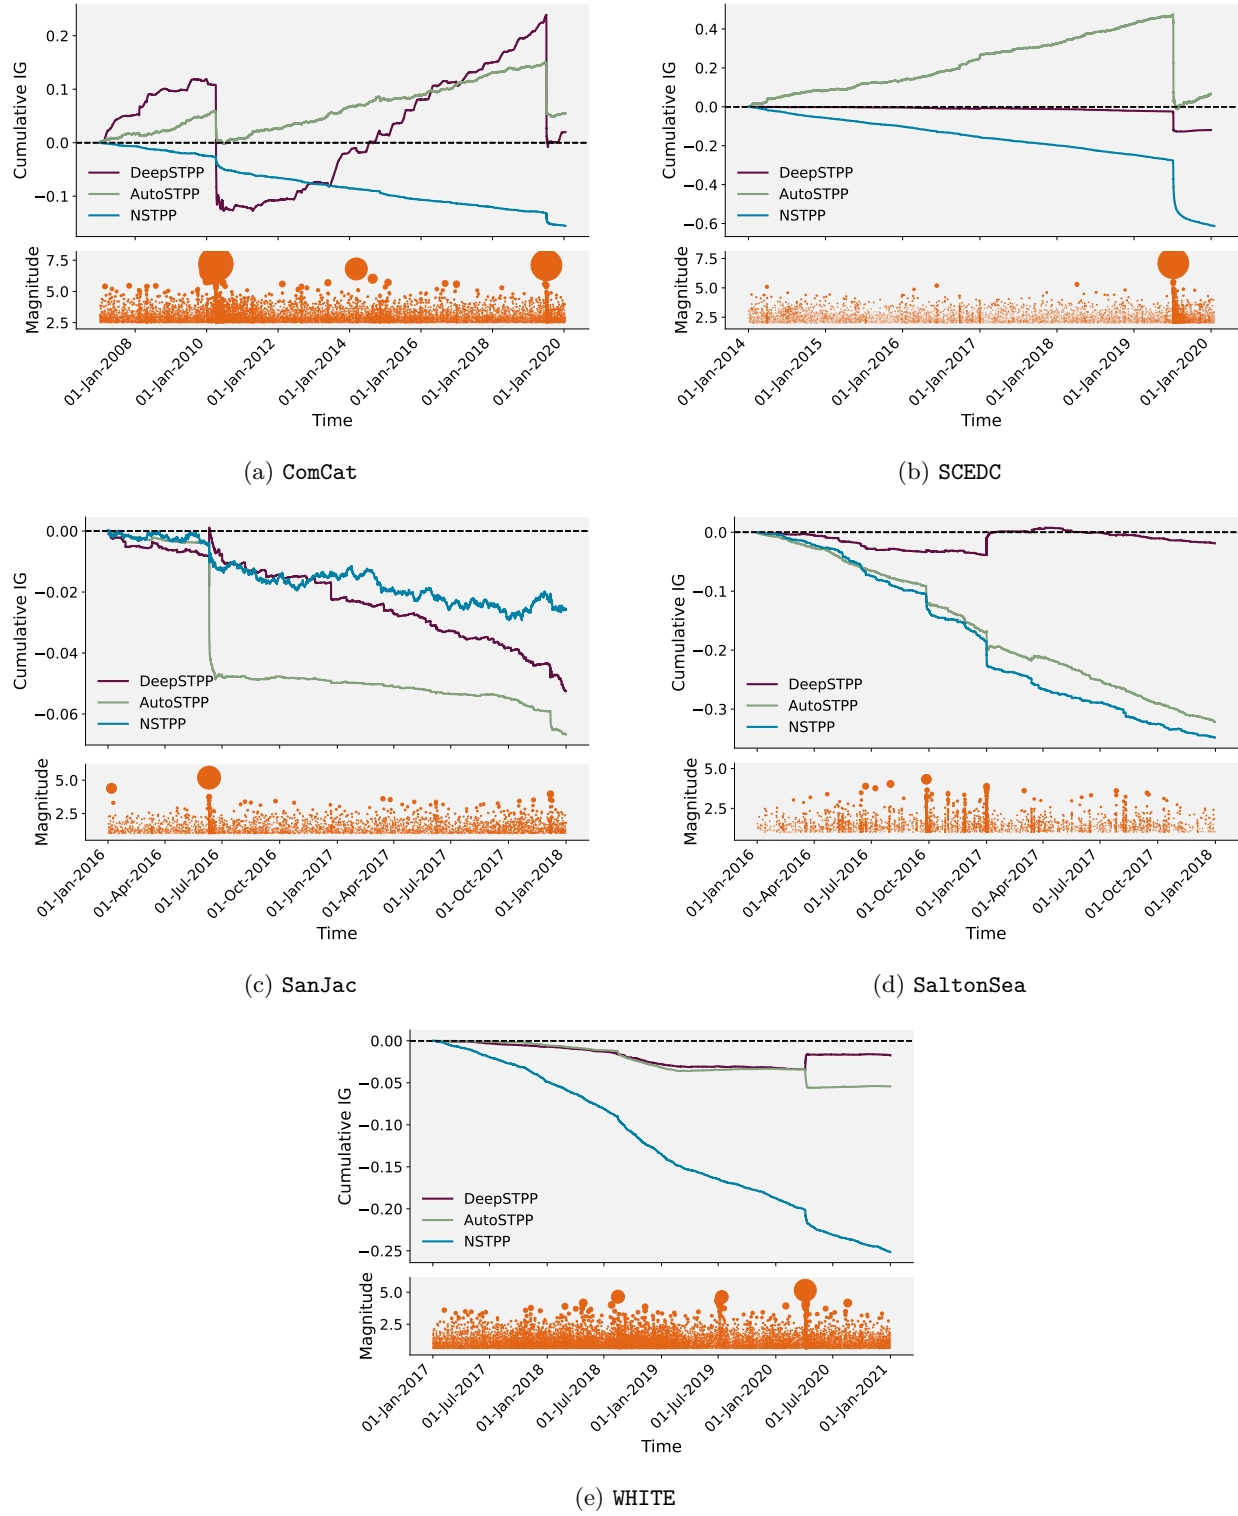 0.2
0.1
0.0
−0.1
Cumulative IG
DeepSTPP
AutoSTPP
NSTPP
7.5
5.0
2.5
Magnitude
01-Jan-2008
01-Jan-2010
01-Jan-2012
01-Jan-2014
01-Jan-2016
01-Jan-2018
01-Jan-2020
Time
(a) ComCat
0.4
0.2
0.0
−0.2
−0.4
−0.6
Cumulative IG
DeepSTPP
AutoSTPP
NSTPP
7.5
5.0
2.5
Magnitude
01-Jan-2014
01-Jan-2015
01-Jan-2016
01-Jan-2017
01-Jan-2018
01-Jan-2019
01-Jan-2020
Time
(b) SCEDC
0.00
−0.02
−0.04
−0.06
Cumulative IG
DeepSTPP
AutoSTPP
NSTPP
5.0
2.5
Magnitude
01-Jan-2016
01-Apr-2016
01-Jul-2016
01-Oct-2016
01-Jan-2017
01-Apr-2017
01-Jul-2017
01-Oct-2017
01-Jan-2018
Time
(c) SanJac
0.0
−0.1
−0.2
−0.3
Cumulative IG
DeepSTPP
AutoSTPP
NSTPP
5.0
2.5
Magnitude
01-Jan-2016
01-Apr-2016
01-Jul-2016
01-Oct-2016
01-Jan-2017
01-Apr-2017
01-Jul-2017
01-Oct-2017
01-Jan-2018
Time
(d) SaltonSea
0.00
−0.05
−0.10
−0.15
−0.20
−0.25
Cumulative IG
DeepSTPP
AutoSTPP
NSTPP
5.0
2.5
Magnitude
01-Jan-2017
01-Jul-2017
01-Jan-2018
01-Jul-2018
01-Jan-2019
01-Jul-2019
01-Jan-2020
01-Jul-2020
01-Jan-2021
Time
(e) WHITE